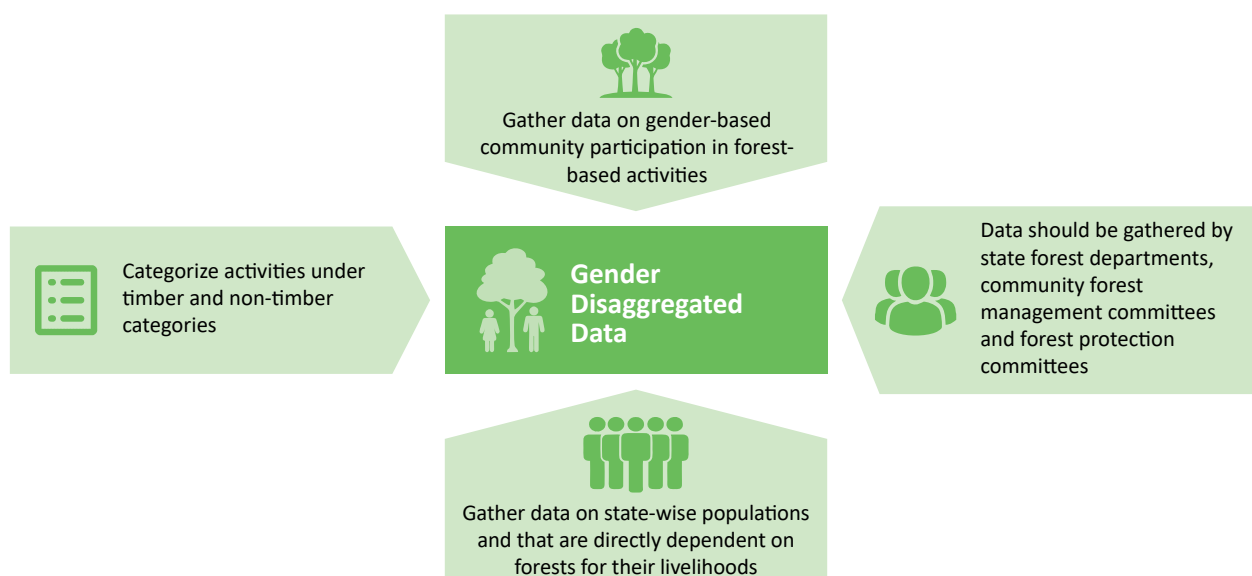 Gather data on gender-based
community participation in forest-
based activities
Categorize activities under
timber and non-timber
categories
Gender
Disaggregated
Data
Data should be gathered by
state forest departments,
community forest
management committees
and forest protection
committees
Gather data on state-wise populations
and that are directly dependent on
forests for their livelihoods